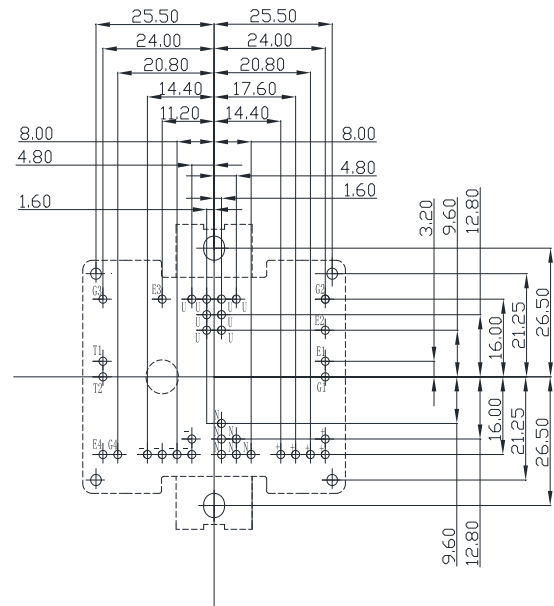 25.50 25.50
24.00 24.00
20.80 20.80
14.40 17.60
11.20 14.40
8.00 8.00
4.80 4.80
1.60 1.60
3.20
9.60
12.80
G3 E3 U U U U G2
U U E2
U U
T1 E1
T2 G1
16.00
21.25
26.50
N
- N N +
E4 G4 - - - - N N N + + + +
16.00
21.25
26.50
9.60
12.80